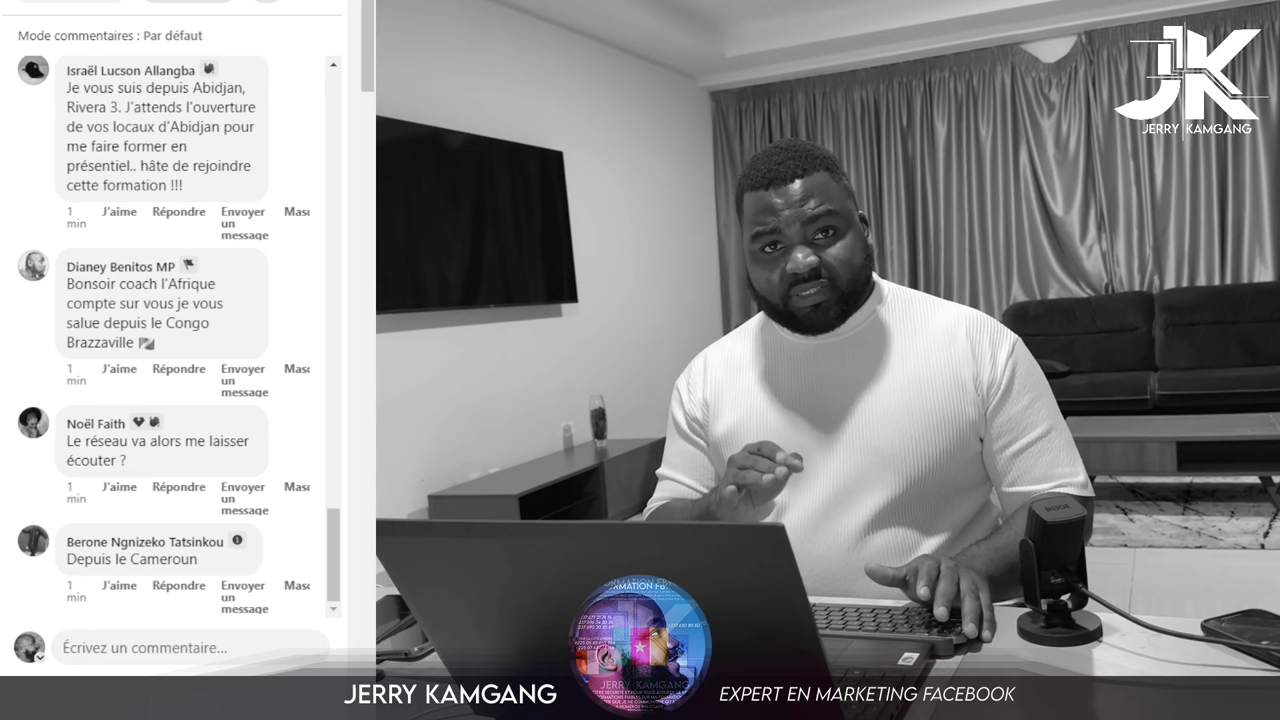 Mode commentaires : Par défaut
Israël Lucson Allangba
Je vous suis depuis Abidjan,
Rivera 3. J'attends l'ouverture
de vos locaux d'Abidjan pour
me faire former en
présentiel.. hâte de rejoindre
cette formation !!!
1 min J'aime Répondre Envoyer un message
Dianey Benitos MP
Bonsoir coach l'Afrique
compte sur vous je vous
salue depuis le Congo
Brazzaville
1 min J'aime Répondre Envoyer un message
Noël Faith
Le réseau va alors me laisser
écouter ?
1 min J'aime Répondre Envoyer un message
Berone Ngnizeko Tatsinkou
Depuis le Cameroun
1 min J'aime Répondre Envoyer un message
Écrivez un commentaire...
JK
JERRY KAMGANG
JERRY KAMGANG
JERRY KAMGANG
EXPERT EN MARKETING FACEBOOK